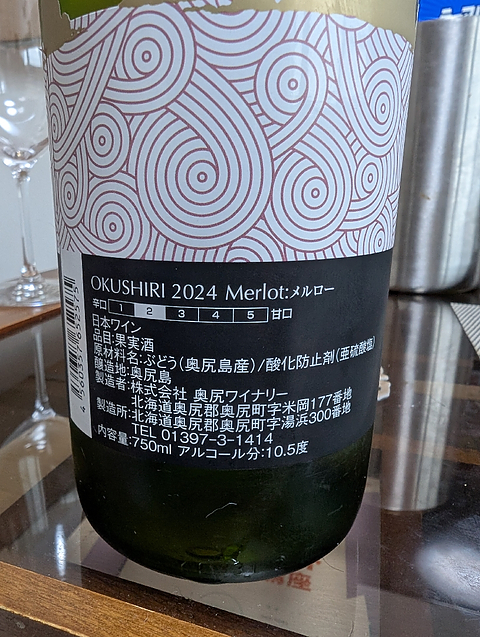 OKUSHIRI 2024 Merlot:メルロー
辛口 1 2 3 4 5 甘口
日本ワイン
品目:果実酒
原材料名:ぶどう(奥尻島産)/酸化防止剤(亜硫酸塩)
醸造地:奥尻島
製造者:株式会社 奥尻ワイナリー
北海道奥尻郡奥尻町字米岡177番地
製造所:北海道奥尻郡奥尻町字湯浜300番地
TEL 01397-3-1414
内容量:750ml アルコール分:10.5度